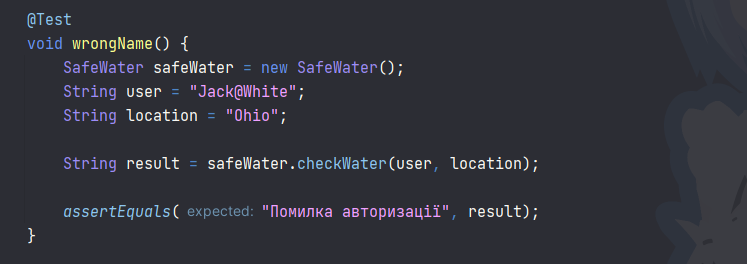 @Test
void wrongName() {
SafeWater safeWater = new SafeWater();
String user = "Jack@White";
String location = "Ohio";
String result = safeWater.checkWater(user, location);
assertEquals( expected: "Помилка авторизації", result);
}